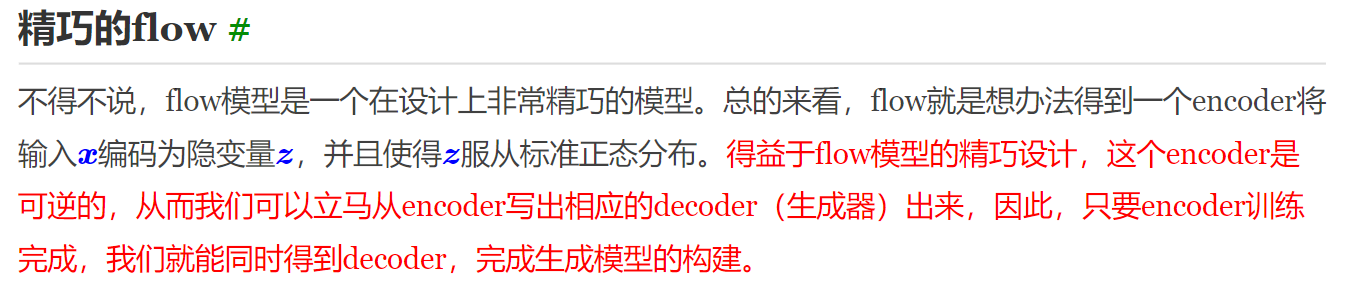 精巧的flow #
不得不说，flow模型是一个在设计上非常精巧的模型。总的来看，flow就是想办法得到一个encoder将
输入x编码为隐变量z，并且使得z服从标准正态分布。得益于flow模型的精巧设计，这个encoder是
可逆的，从而我们可以立马从encoder写出相应的decoder（生成器）出来，因此，只要encoder训练
完成，我们就能同时得到decoder，完成生成模型的构建。